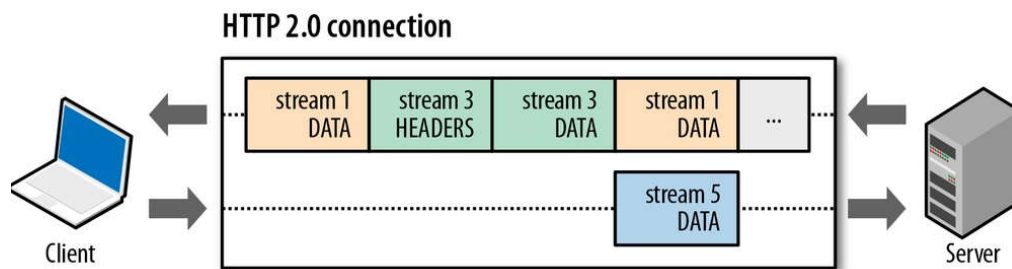 HTTP 2.0 connection
stream 1
DATA
stream 3
HEADERS
stream 3
DATA
stream 1
DATA
...
stream 5
DATA
Client
Server